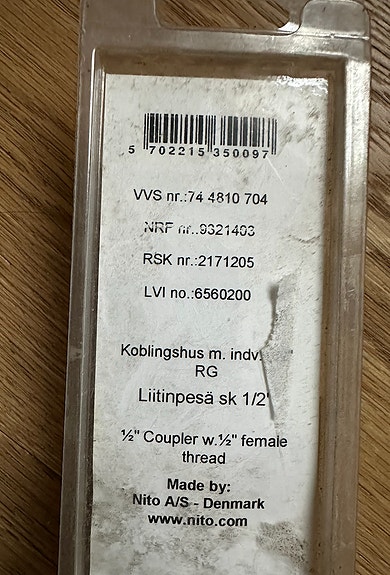 5 702215 350097
VVS nr.:74 4810 704
NRF nr.:9321403
RSK nr.:2171205
LVI no.:6560200
Koblingshus m. indv.
RG
Liitinpesä sk 1/2"
½" Coupler w.½" female
thread
Made by:
Nito A/S - Denmark
www.nito.com